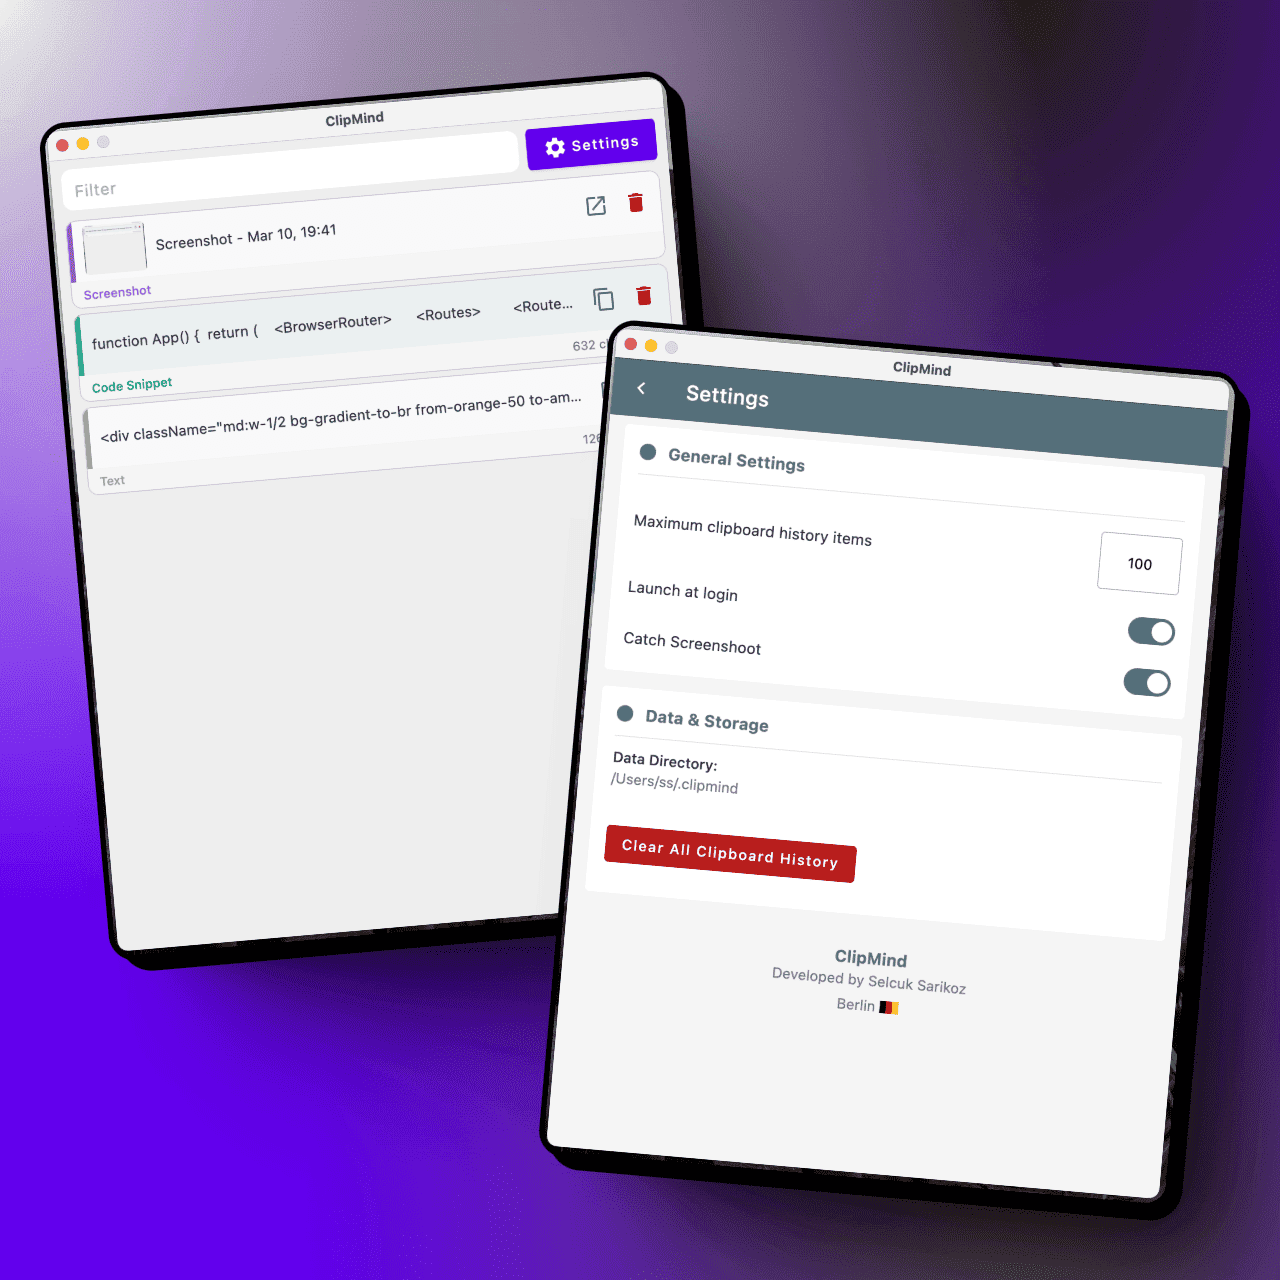 ClipMind
Filter
Settings
Screenshot - Mar 10, 19:41
Screenshot
function App() { return ( <BrowserRouter> <Routes> <Route...
632
Code Snippet
<div className="md:w-1/2 bg-gradient-to-br from-orange-50 to-am...
Text
ClipMind
Settings
General Settings
Maximum clipboard history items
100
Launch at login
Catch Screenshoot
Data & Storage
Data Directory:
/Users/ss/.clipmind
Clear All Clipboard History
ClipMind
Developed by Selcuk Sarikoz
Berlin